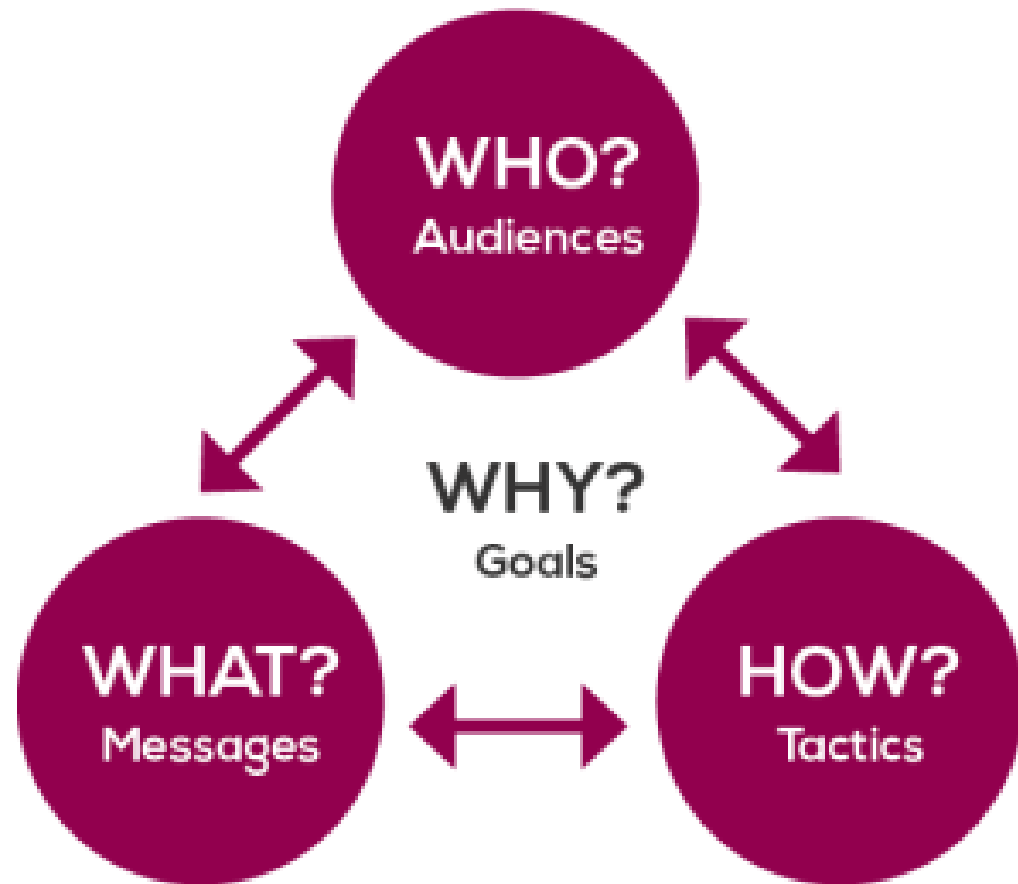 WHO?
Audiences
WHY?
Goals
WHAT?
Messages
HOW?
Tactics